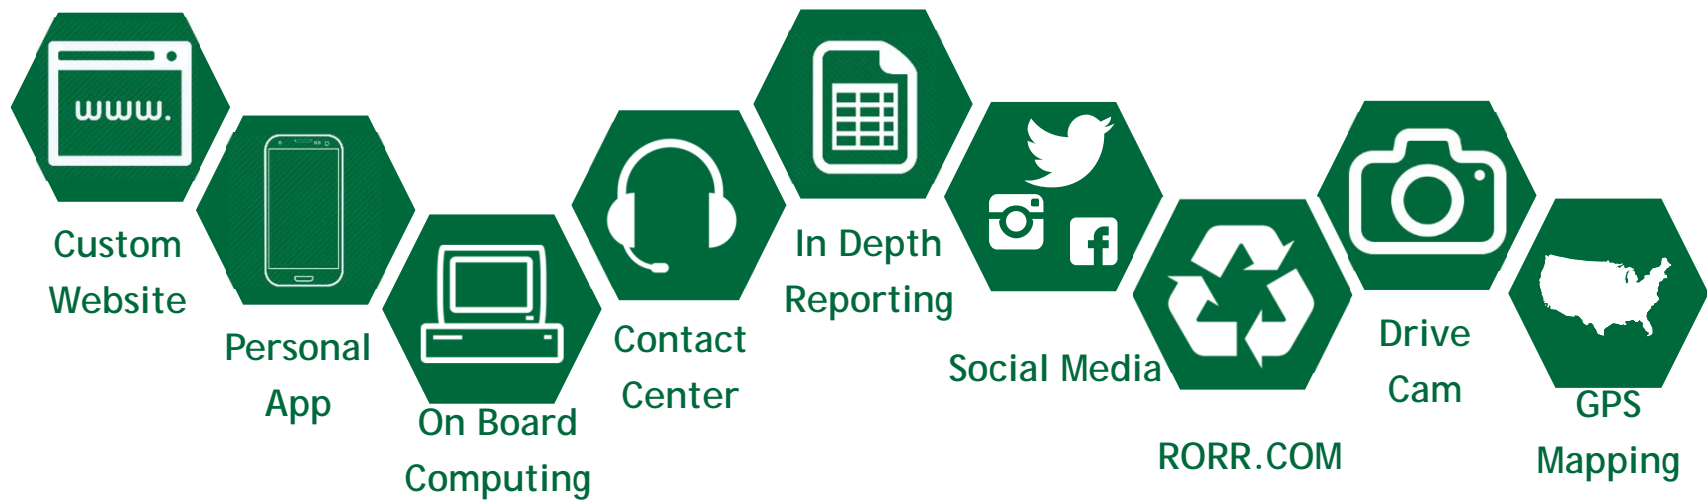 www.
Custom
Website
Personal
App
On Board
Computing
Contact
Center
In Depth
Reporting
Social Media
RORR.COM
Drive
Cam
GPS
Mapping